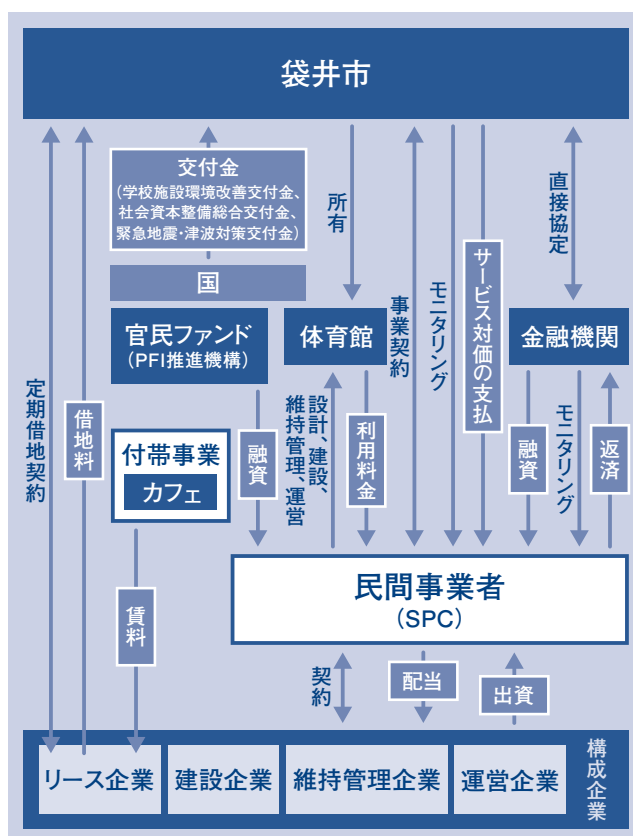 袋井市
交付金
(学校施設環境改善交付金、
社会資本整備総合交付金、
緊急地震・津波対策交付金)
国
所有
直接協定
事業契約
モニタリング
サービス対価の支払
官民ファンド
(PFI推進機構)
体育館
金融機関
定期借地契約
借地料
付帯事業
カフェ
融資
設計、建設、
維持管理、運営
利用料金
融資
モニタリング
返済
民間事業者
(SPC)
賃料
契約
配当
出資
リース企業
建設企業
維持管理企業
運営企業
構成企業